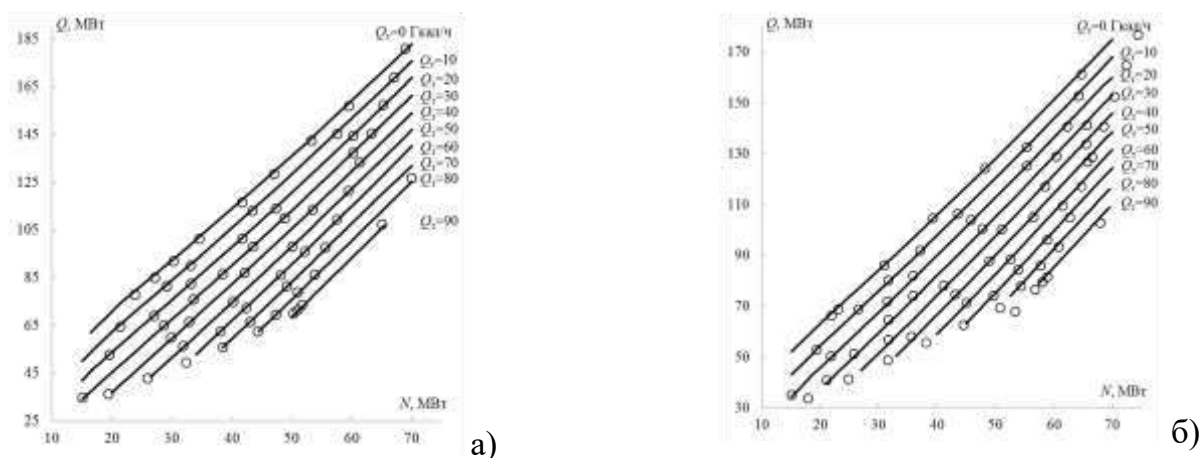 Q, МВт
185
165
145
125
105
85
65
45
25
10 20 30 40 50 60 70
N, МВт
Qт=0 Гкал/ч
Qт=10
Qт=20
Qт=30
Qт=40
Qт=50
Qт=60
Qт=70
Qт=80
Qт=90
а)
Q, МВт
170
150
130
110
90
70
50
30
10 20 30 40 50 60 70
N, МВт
Qт=0 Гкал/ч
Qт=10
Qт=20
Qт=30
Qт=40
Qт=50
Qт=60
Qт=70
Qт=80
Qт=90
б)